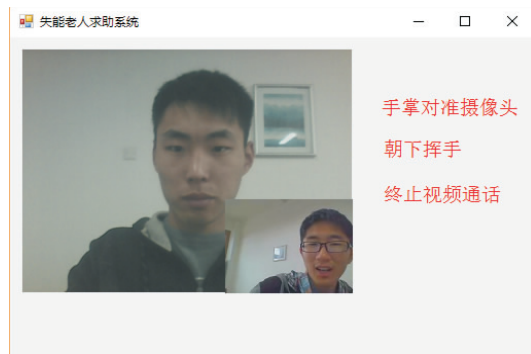 失能老人求助系统
手掌对准摄像头
朝下挥手
终止视频通话